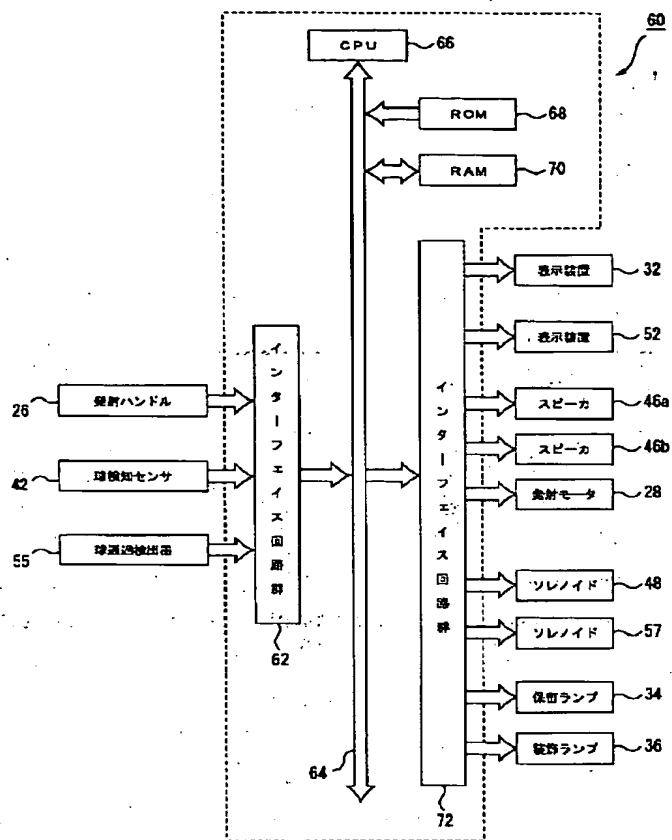 60
CPU
66
ROM
68
RAM
70
表示装置
32
表示装置
52
スピーカ
46a
スピーカ
46b
発射モータ
28
ソレノイド
48
ソレノイド
57
保留ランプ
34
装飾ランプ
36
インターフェイス回路群
72
インターフェイス回路群
62
64
26
発射ハンドル
42
球検知センサ
55
球通過検出器